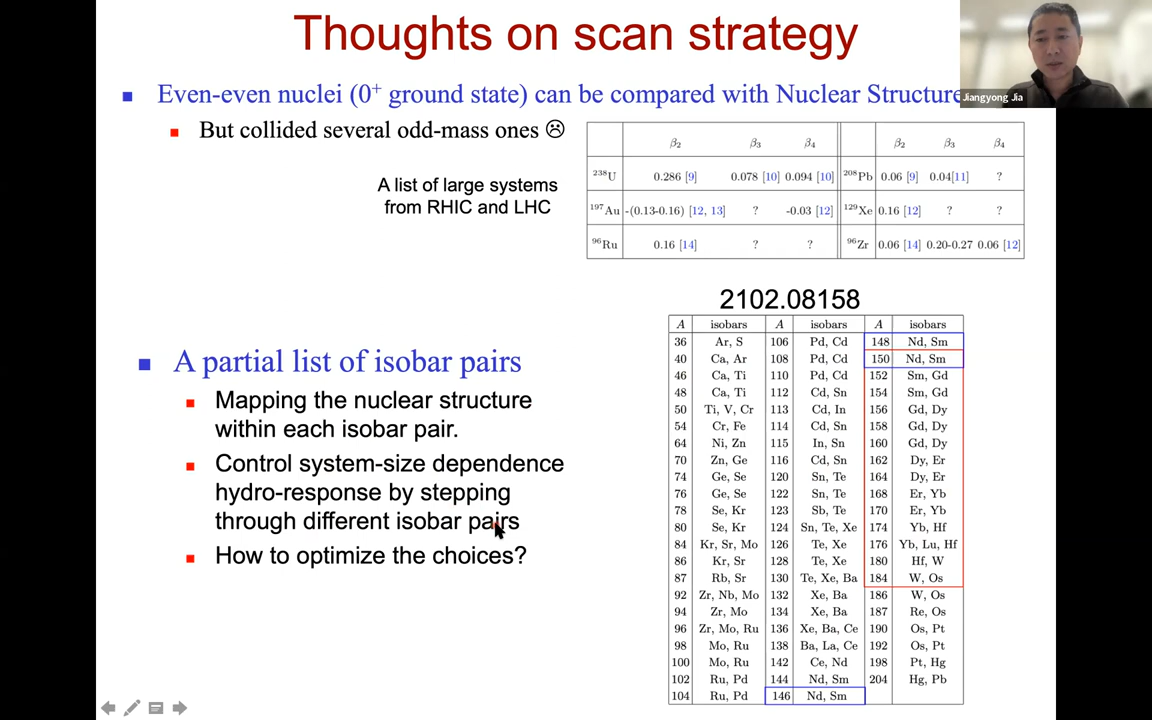 Thoughts on scan strategy
Even-even nuclei (0+ ground state) can be compared with Nuclear Structure
Jiangyong Jia
But collided several odd-mass ones ☹
A list of large systems
from RHIC and LHC
β2 β3 β4 β2 β3 β4
238U 0.286 [9] 0.078 [10] 0.094 [10] 208Pb 0.06 [9] 0.04[11] ?
197Au -(0.13-0.16) [12, 13] ? -0.03 [12] 129Xe 0.16 [12] ? ?
96Ru 0.16 [14] ? ? 96Zr 0.06 [14] 0.20-0.27 0.06 [12]
2102.08158
A isobars A isobars A isobars
36 Ar, S 106 Pd, Cd 148 Nd, Sm
40 Ca, Ar 108 Pd, Cd 150 Nd, Sm
46 Ca, Ti 110 Pd, Cd 152 Sm, Gd
48 Ca, Ti 112 Cd, Sn 154 Sm, Gd
50 Ti, V, Cr 113 Cd, In 156 Gd, Dy
54 Cr, Fe 114 Cd, Sn 158 Gd, Dy
64 Ni, Zn 115 In, Sn 160 Gd, Dy
70 Zn, Ge 116 Cd, Sn 162 Dy, Er
74 Ge, Se 120 Sn, Te 164 Dy, Er
76 Ge, Se 122 Sn, Te 168 Er, Yb
78 Se, Kr 123 Sb, Te 170 Er, Yb
80 Se, Kr 124 Sn, Te, Xe 174 Yb, Hf
84 Kr, Sr, Mo 126 Te, Xe 176 Yb, Lu, Hf
86 Kr, Sr 128 Te, Xe 180 Hf, W
87 Rb, Sr 130 Te, Xe, Ba 184 W, Os
92 Zr, Nb, Mo 132 Xe, Ba 186 W, Os
94 Zr, Mo 134 Xe, Ba 187 Re, Os
96 Zr, Mo, Ru 136 Xe, Ba, Ce 190 Os, Pt
98 Mo, Ru 138 Ba, La, Ce 192 Os, Pt
100 Mo, Ru 142 Ce, Nd 198 Pt, Hg
102 Ru, Pd 144 Nd, Sm 204 Hg, Pb
104 Ru, Pd 146 Nd, Sm
A partial list of isobar pairs
Mapping the nuclear structure
within each isobar pair.
Control system-size dependence
hydro-response by stepping
through different isobar pairs
How to optimize the choices?